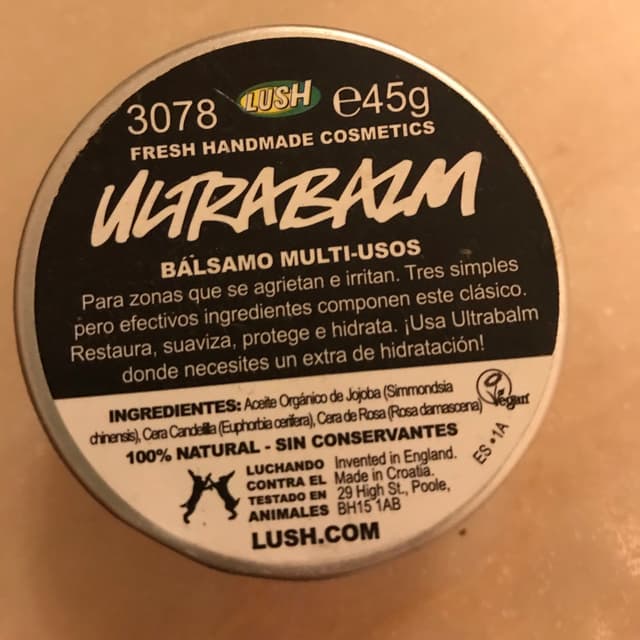 3078 LUSH e45g
FRESH HANDMADE COSMETICS
ULTRABALM
BÁLSAMO MULTI-USOS
Para zonas que se agrietan e irritan. Tres simples
pero efectivos ingredientes componen este clásico.
Restaura, suaviza, protege e hidrata. ¡Usa Ultrabalm
donde necesites un extra de hidratación!
INGREDIENTES: Aceite Orgánico de Jojoba (Simmondsia
chinensis), Cera Candelilla (Euphorbia cerifera), Cera de Rosa (Rosa damascena)
Vegan
100% NATURAL - SIN CONSERVANTES
ES • 1A
LUCHANDO
CONTRA EL
TESTADO EN
ANIMALES
Invented in England.
Made in Croatia.
29 High St., Poole,
BH15 1AB
LUSH.COM